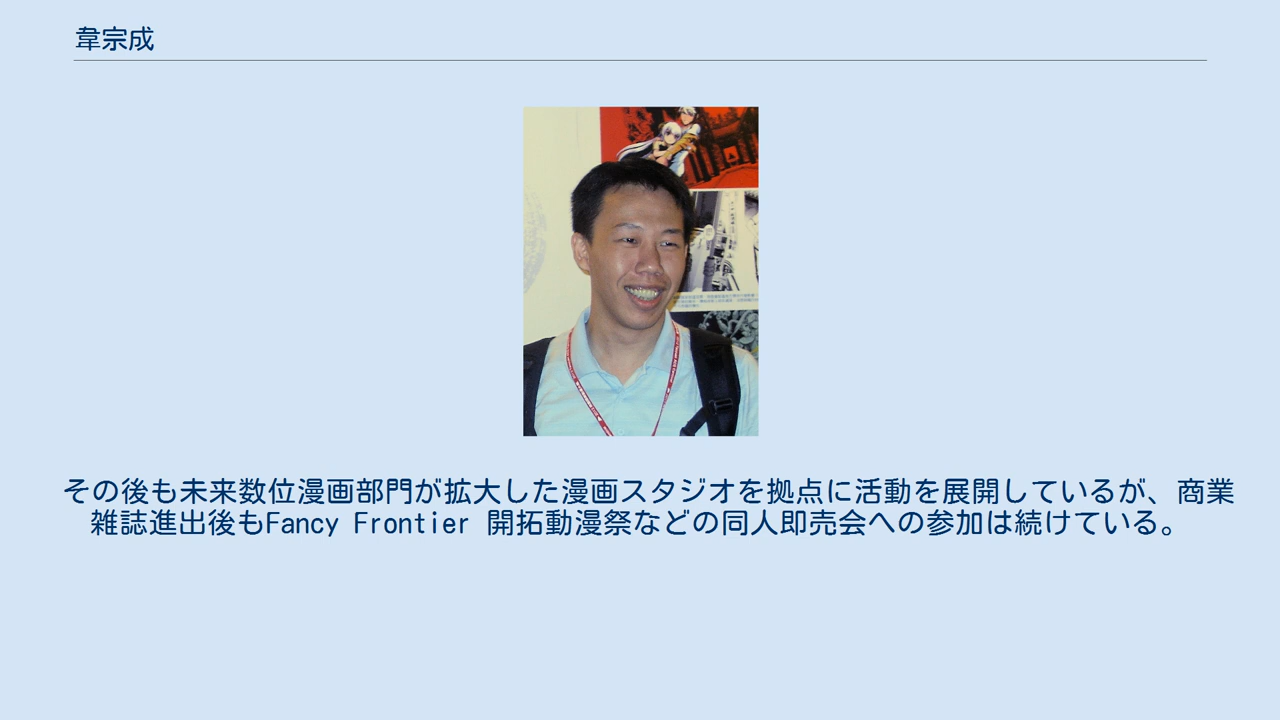 韋宗成
その後も未来数位漫画部門が拡大した漫画スタジオを拠点に活動を展開しているが、商業
雑誌進出後もFancy Frontier 開拓動漫祭などの同人即売会への参加は続けている。